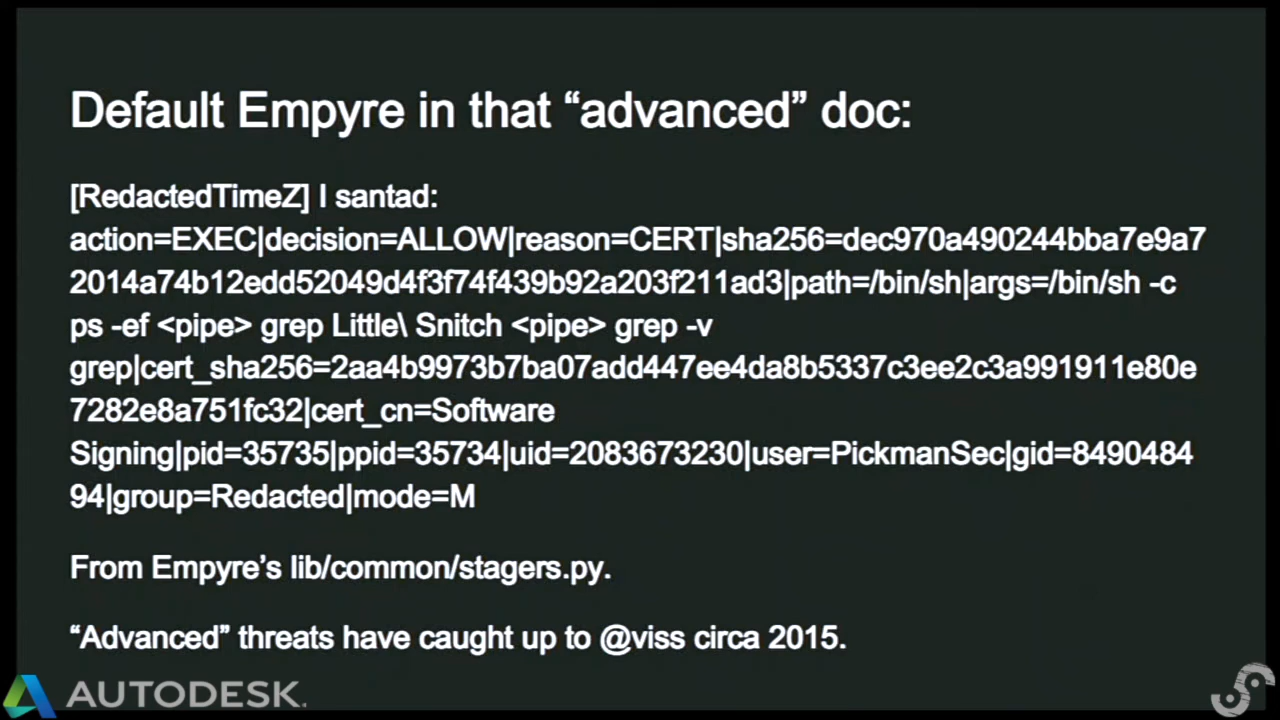 Default Empyre in that “advanced” doc:
[RedactedTimeZ] I santad:
action=EXEC|decision=ALLOW|reason=CERT|sha256=dec970a490244bba7e9a7
2014a74b12edd52049d4f3f74f439b92a203f211ad3|path=/bin/sh|args=/bin/sh -c
ps -ef <pipe> grep Little\ Snitch <pipe> grep -v
grep|cert_sha256=2aa4b9973b7ba07add447ee4da8b5337c3ee2c3a991911e80e
7282e8a751fc32|cert_cn=Software
Signing|pid=35735|ppid=35734|uid=2083673230|user=PickmanSec|gid=8490484
94|group=Redacted|mode=M
From Empyre’s lib/common/stagers.py.
“Advanced” threats have caught up to @viss circa 2015.
AUTODESK.